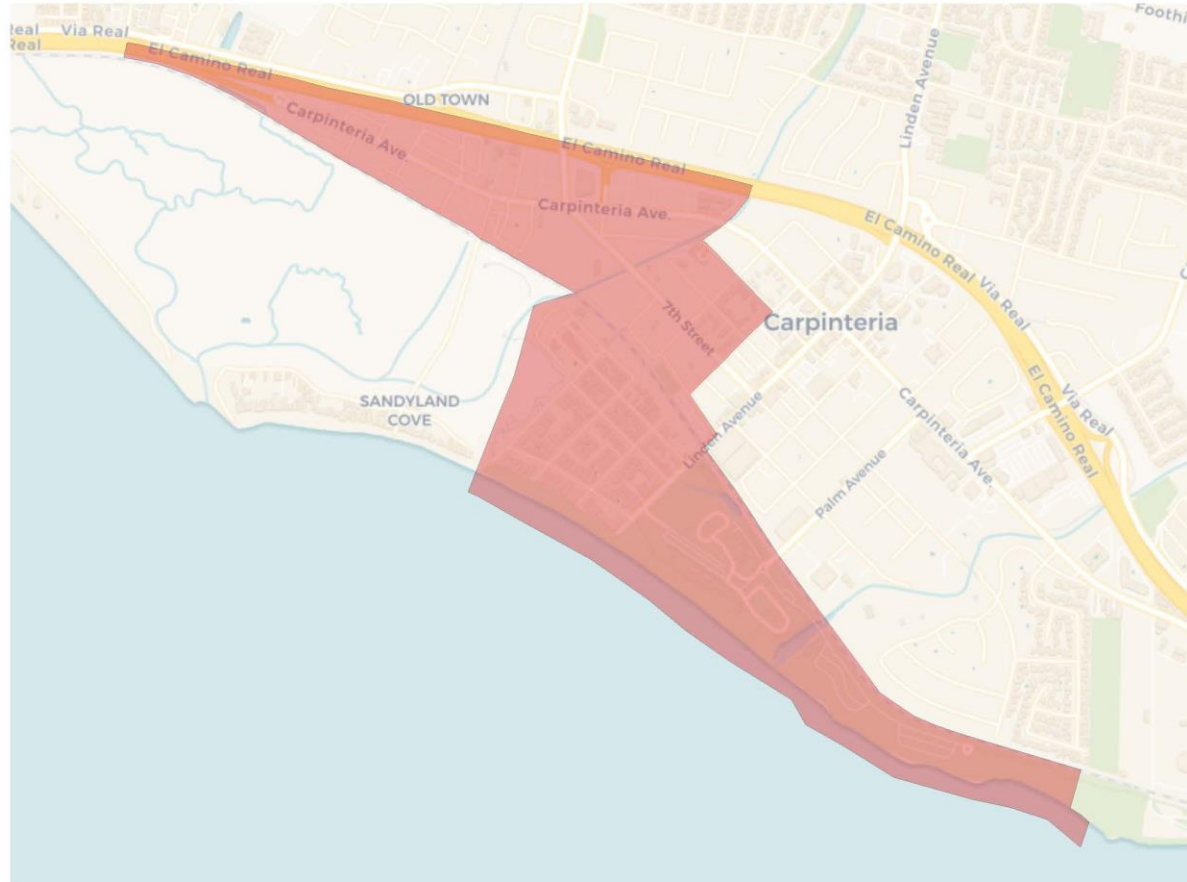 Real
Real
Via Real
El Camino Real
Foothi
OLD TOWN
Linden Avenue
Carpinteria Ave.
El Camino Real
Carpinteria Ave.
El Camino Real
Via Real
7th Street
Carpinteria
SANDYLAND
COVE
El Camino Real
Via Real
Carpinteria Ave.
Linden Avenue
Palm Avenue